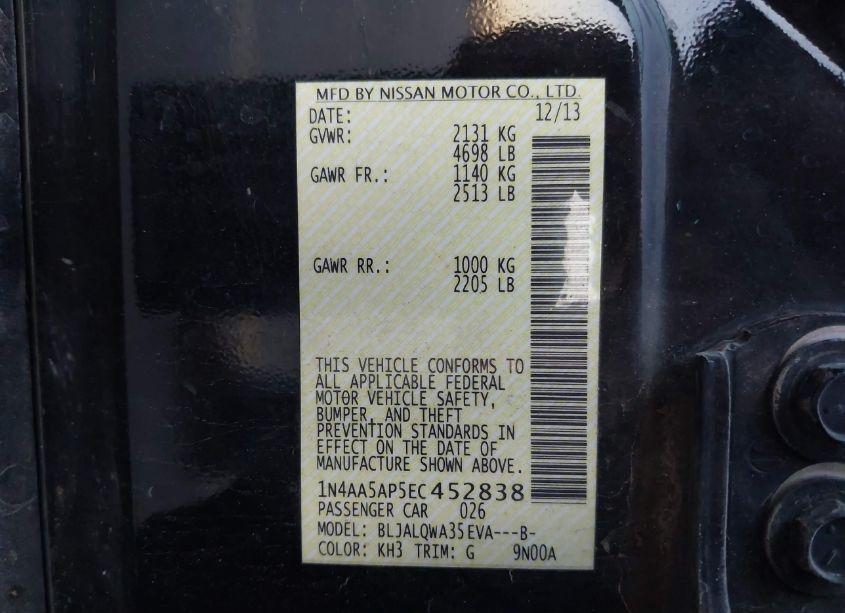 MFD BY NISSAN MOTOR CO., LTD.
DATE: 12/13
GVWR: 2131 KG
4698 LB
GAWR FR.: 1140 KG
2513 LB
GAWR RR.: 1000 KG
2205 LB
THIS VEHICLE CONFORMS TO
ALL APPLICABLE FEDERAL
MOTOR VEHICLE SAFETY,
BUMPER, AND THEFT
PREVENTION STANDARDS IN
EFFECT ON THE DATE OF
MANUFACTURE SHOWN ABOVE.
1N4AA5AP5EC452838
PASSENGER CAR 026
MODEL: BLJALQWA35EVA---B-
COLOR: KH3 TRIM: G 9N00A